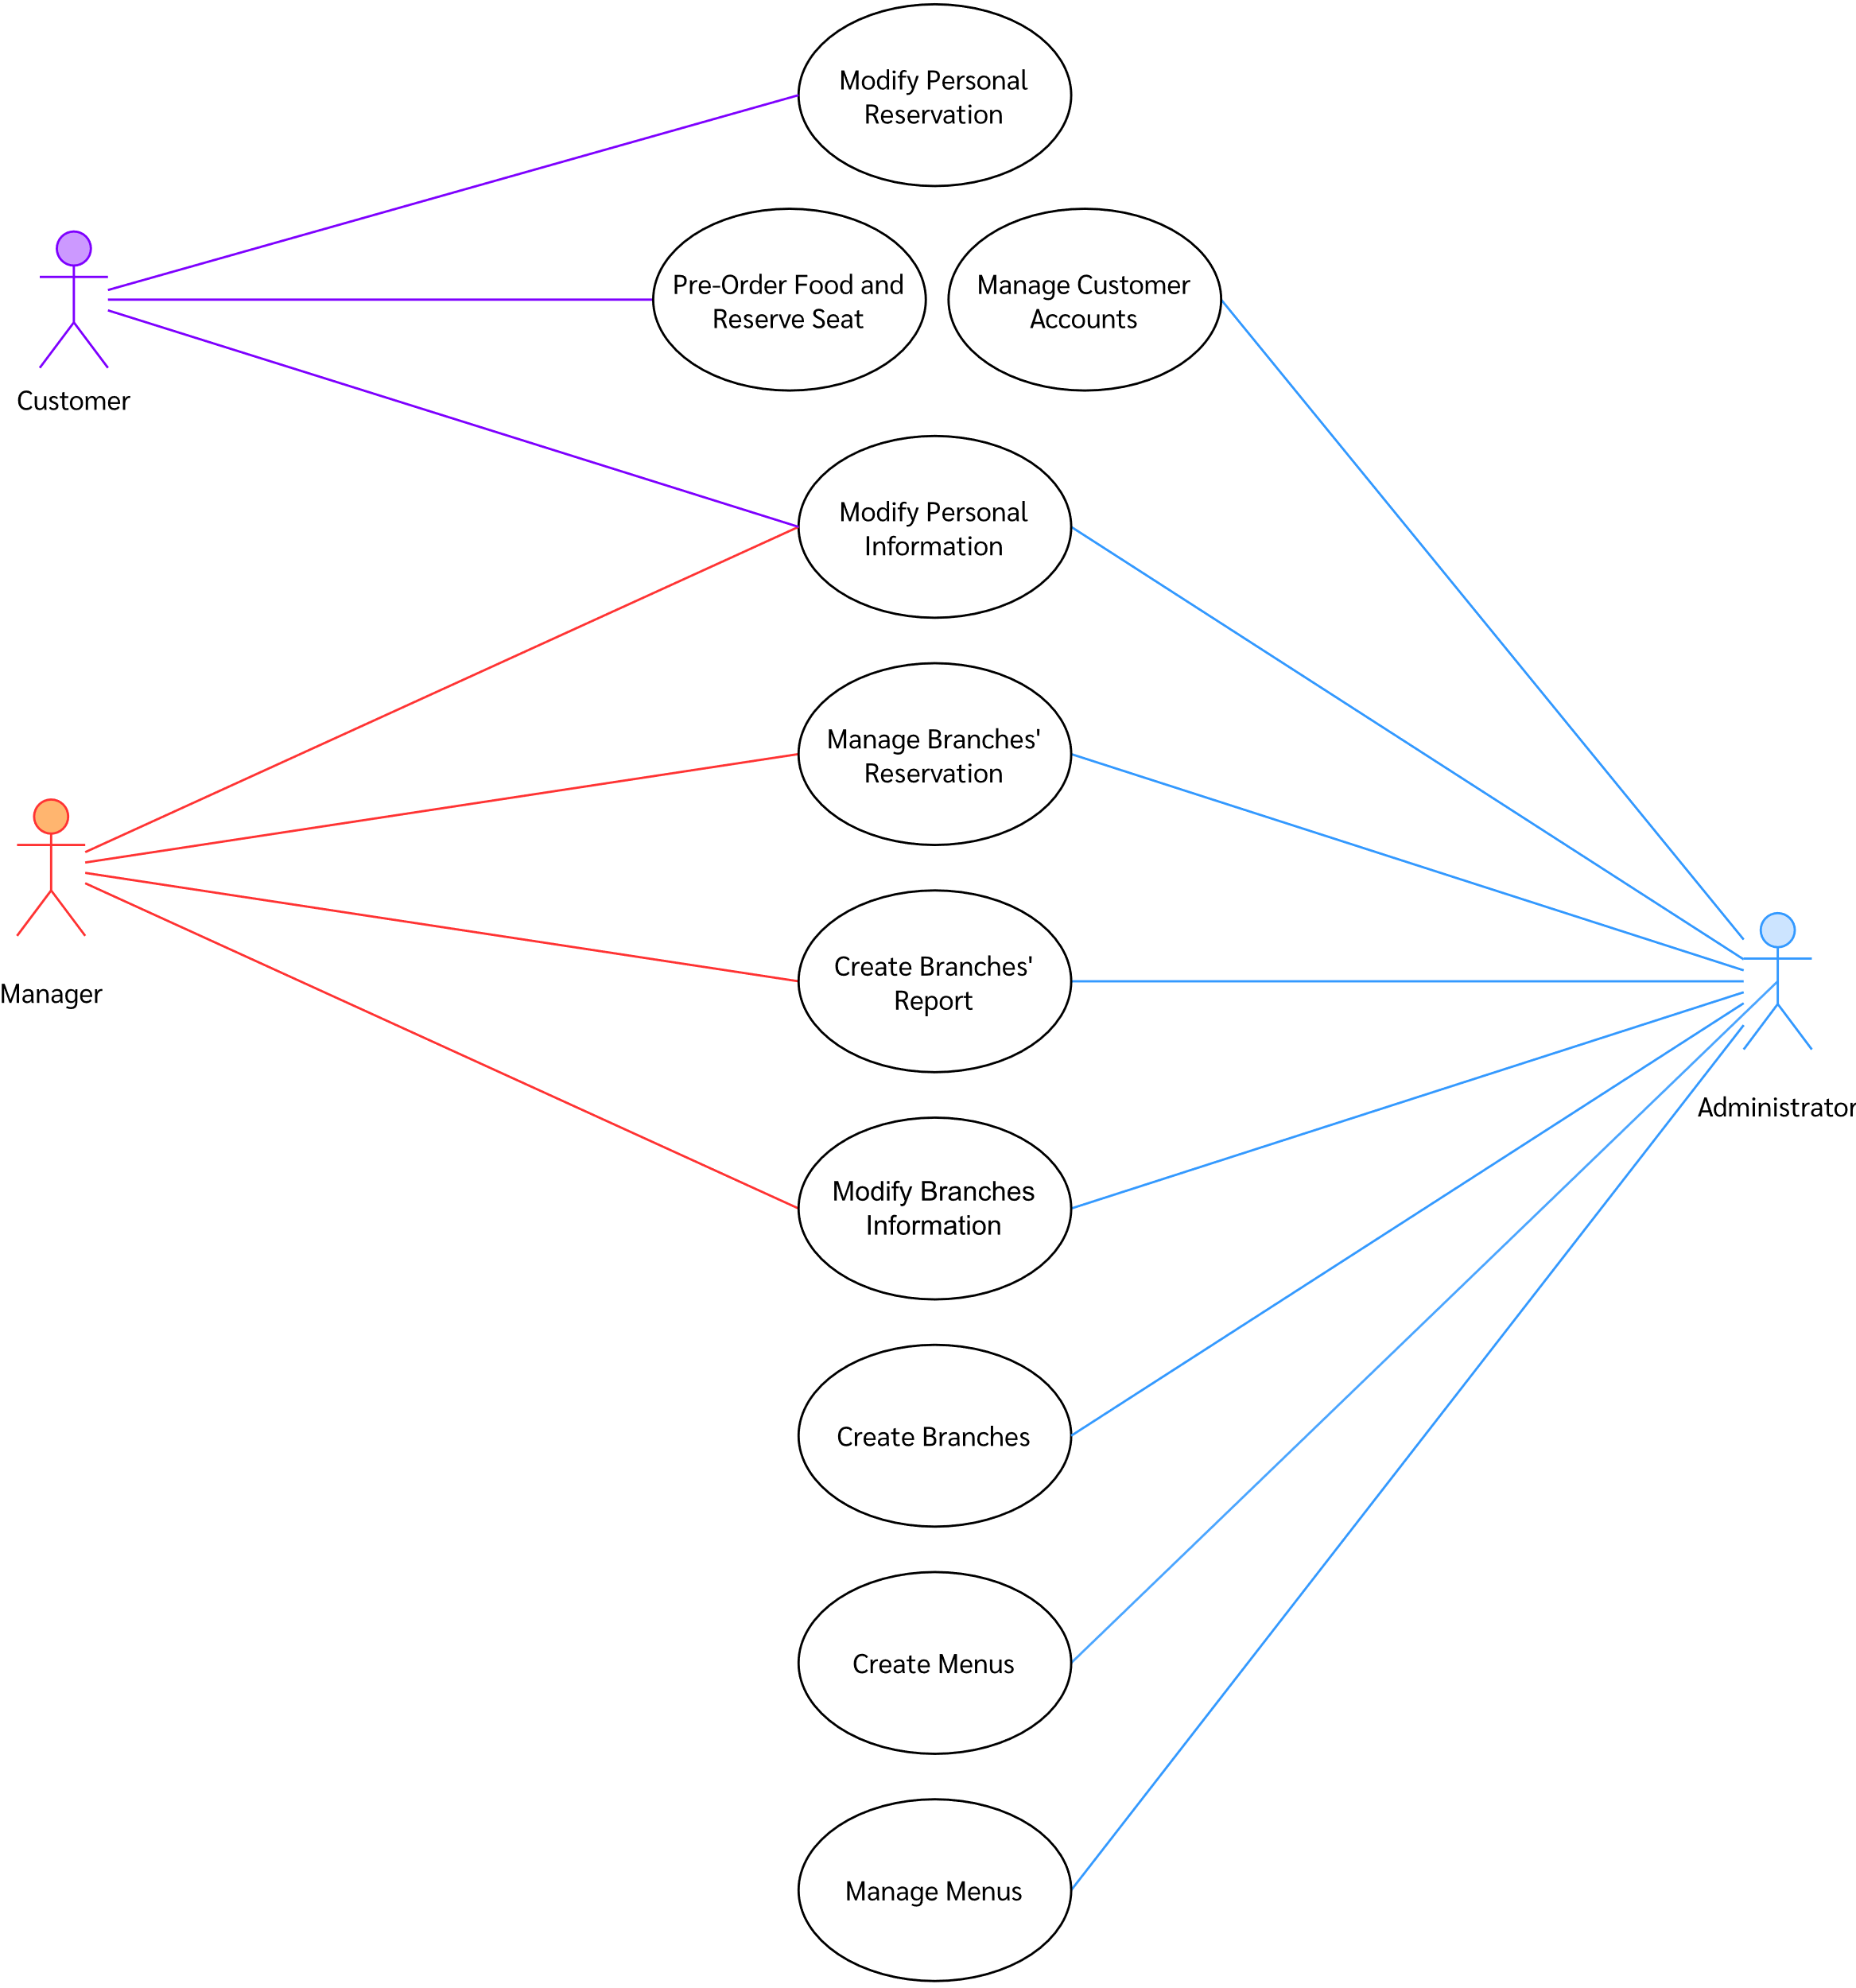 Modify Personal
Reservation
Pre-Order Food and
Reserve Seat
Manage Customer
Accounts
Customer
Modify Personal
Information
Manage Branches'
Reservation
Manager
Create Branches'
Report
Administrator
Modify Branches
Information
Create Branches
Create Menus
Manage Menus